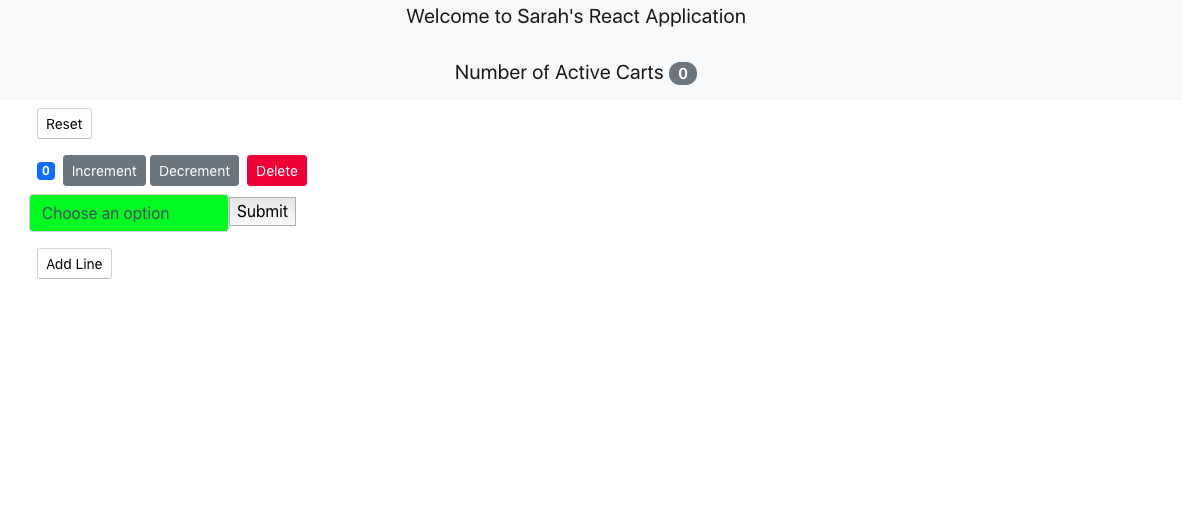 Welcome to Sarah's React Application
Number of Active Carts 0
Reset
0 Increment Decrement Delete
Choose an option Submit
Add Line